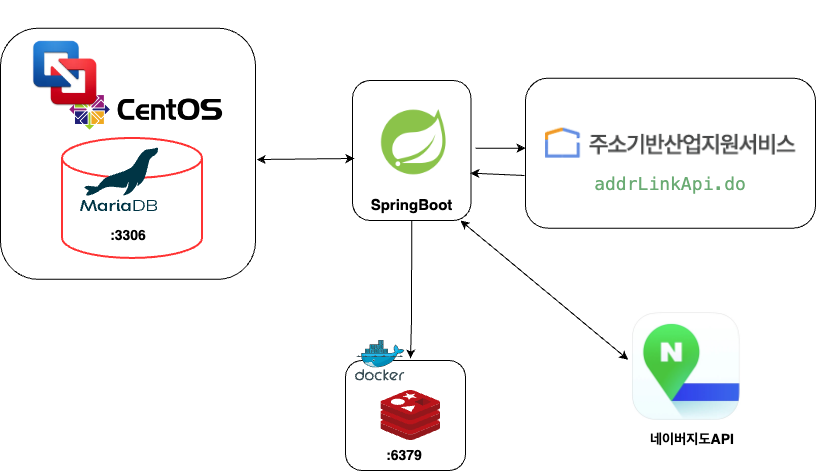 CentOS
MariaDB
:3306
SpringBoot
주소기반산업지원서비스
addrLinkApi.do
docker
:6379
N
네이버지도API